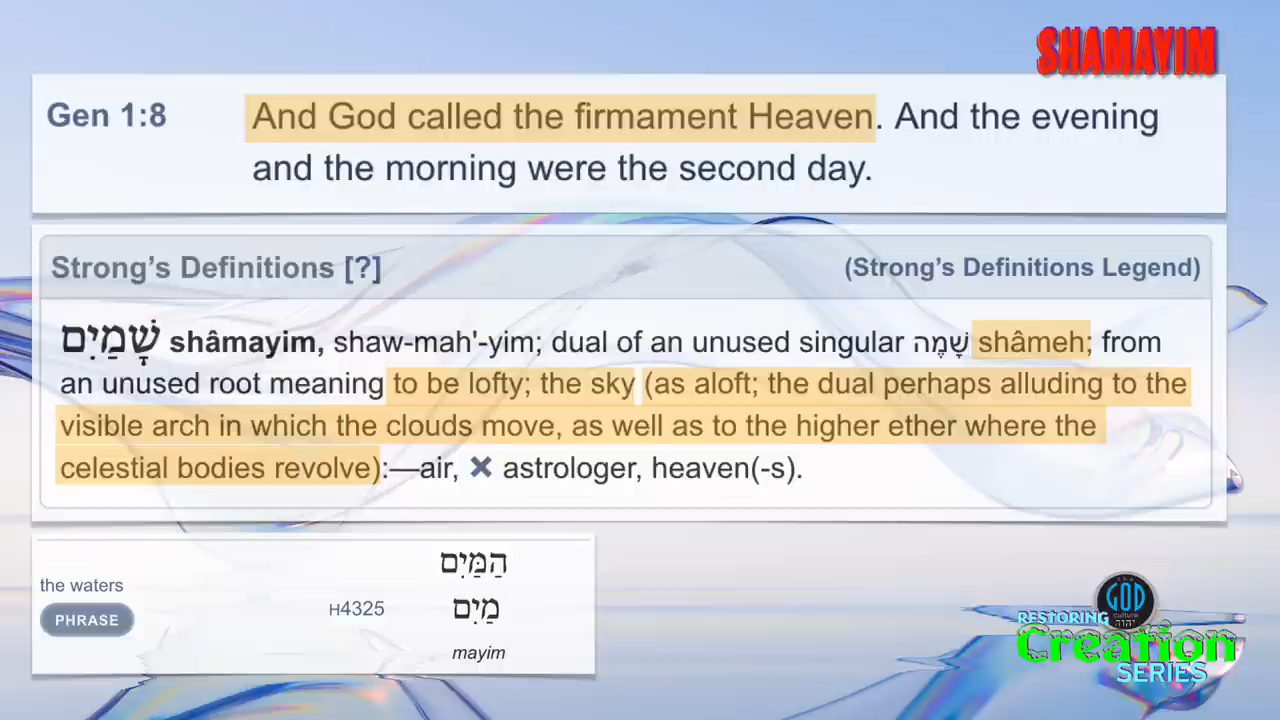 SHAMAYIM
Gen 1:8 And God called the firmament Heaven. And the evening
and the morning were the second day.
Strong’s Definitions [?] (Strong’s Definitions Legend)
שָׁמַיִם shâmayim, shaw-mah'-yim; dual of an unused singular שָׁמֶה shâmeh; from
an unused root meaning to be lofty; the sky (as aloft; the dual perhaps alluding to the
visible arch in which the clouds move, as well as to the higher ether where the
celestial bodies revolve):—air, ✕ astrologer, heaven(-s).
הַמַּיִם
the waters
H4325 מַיִם
PHRASE
mayim
the
GOD
culture
יהוה
RESTORING
Creation
SERIES